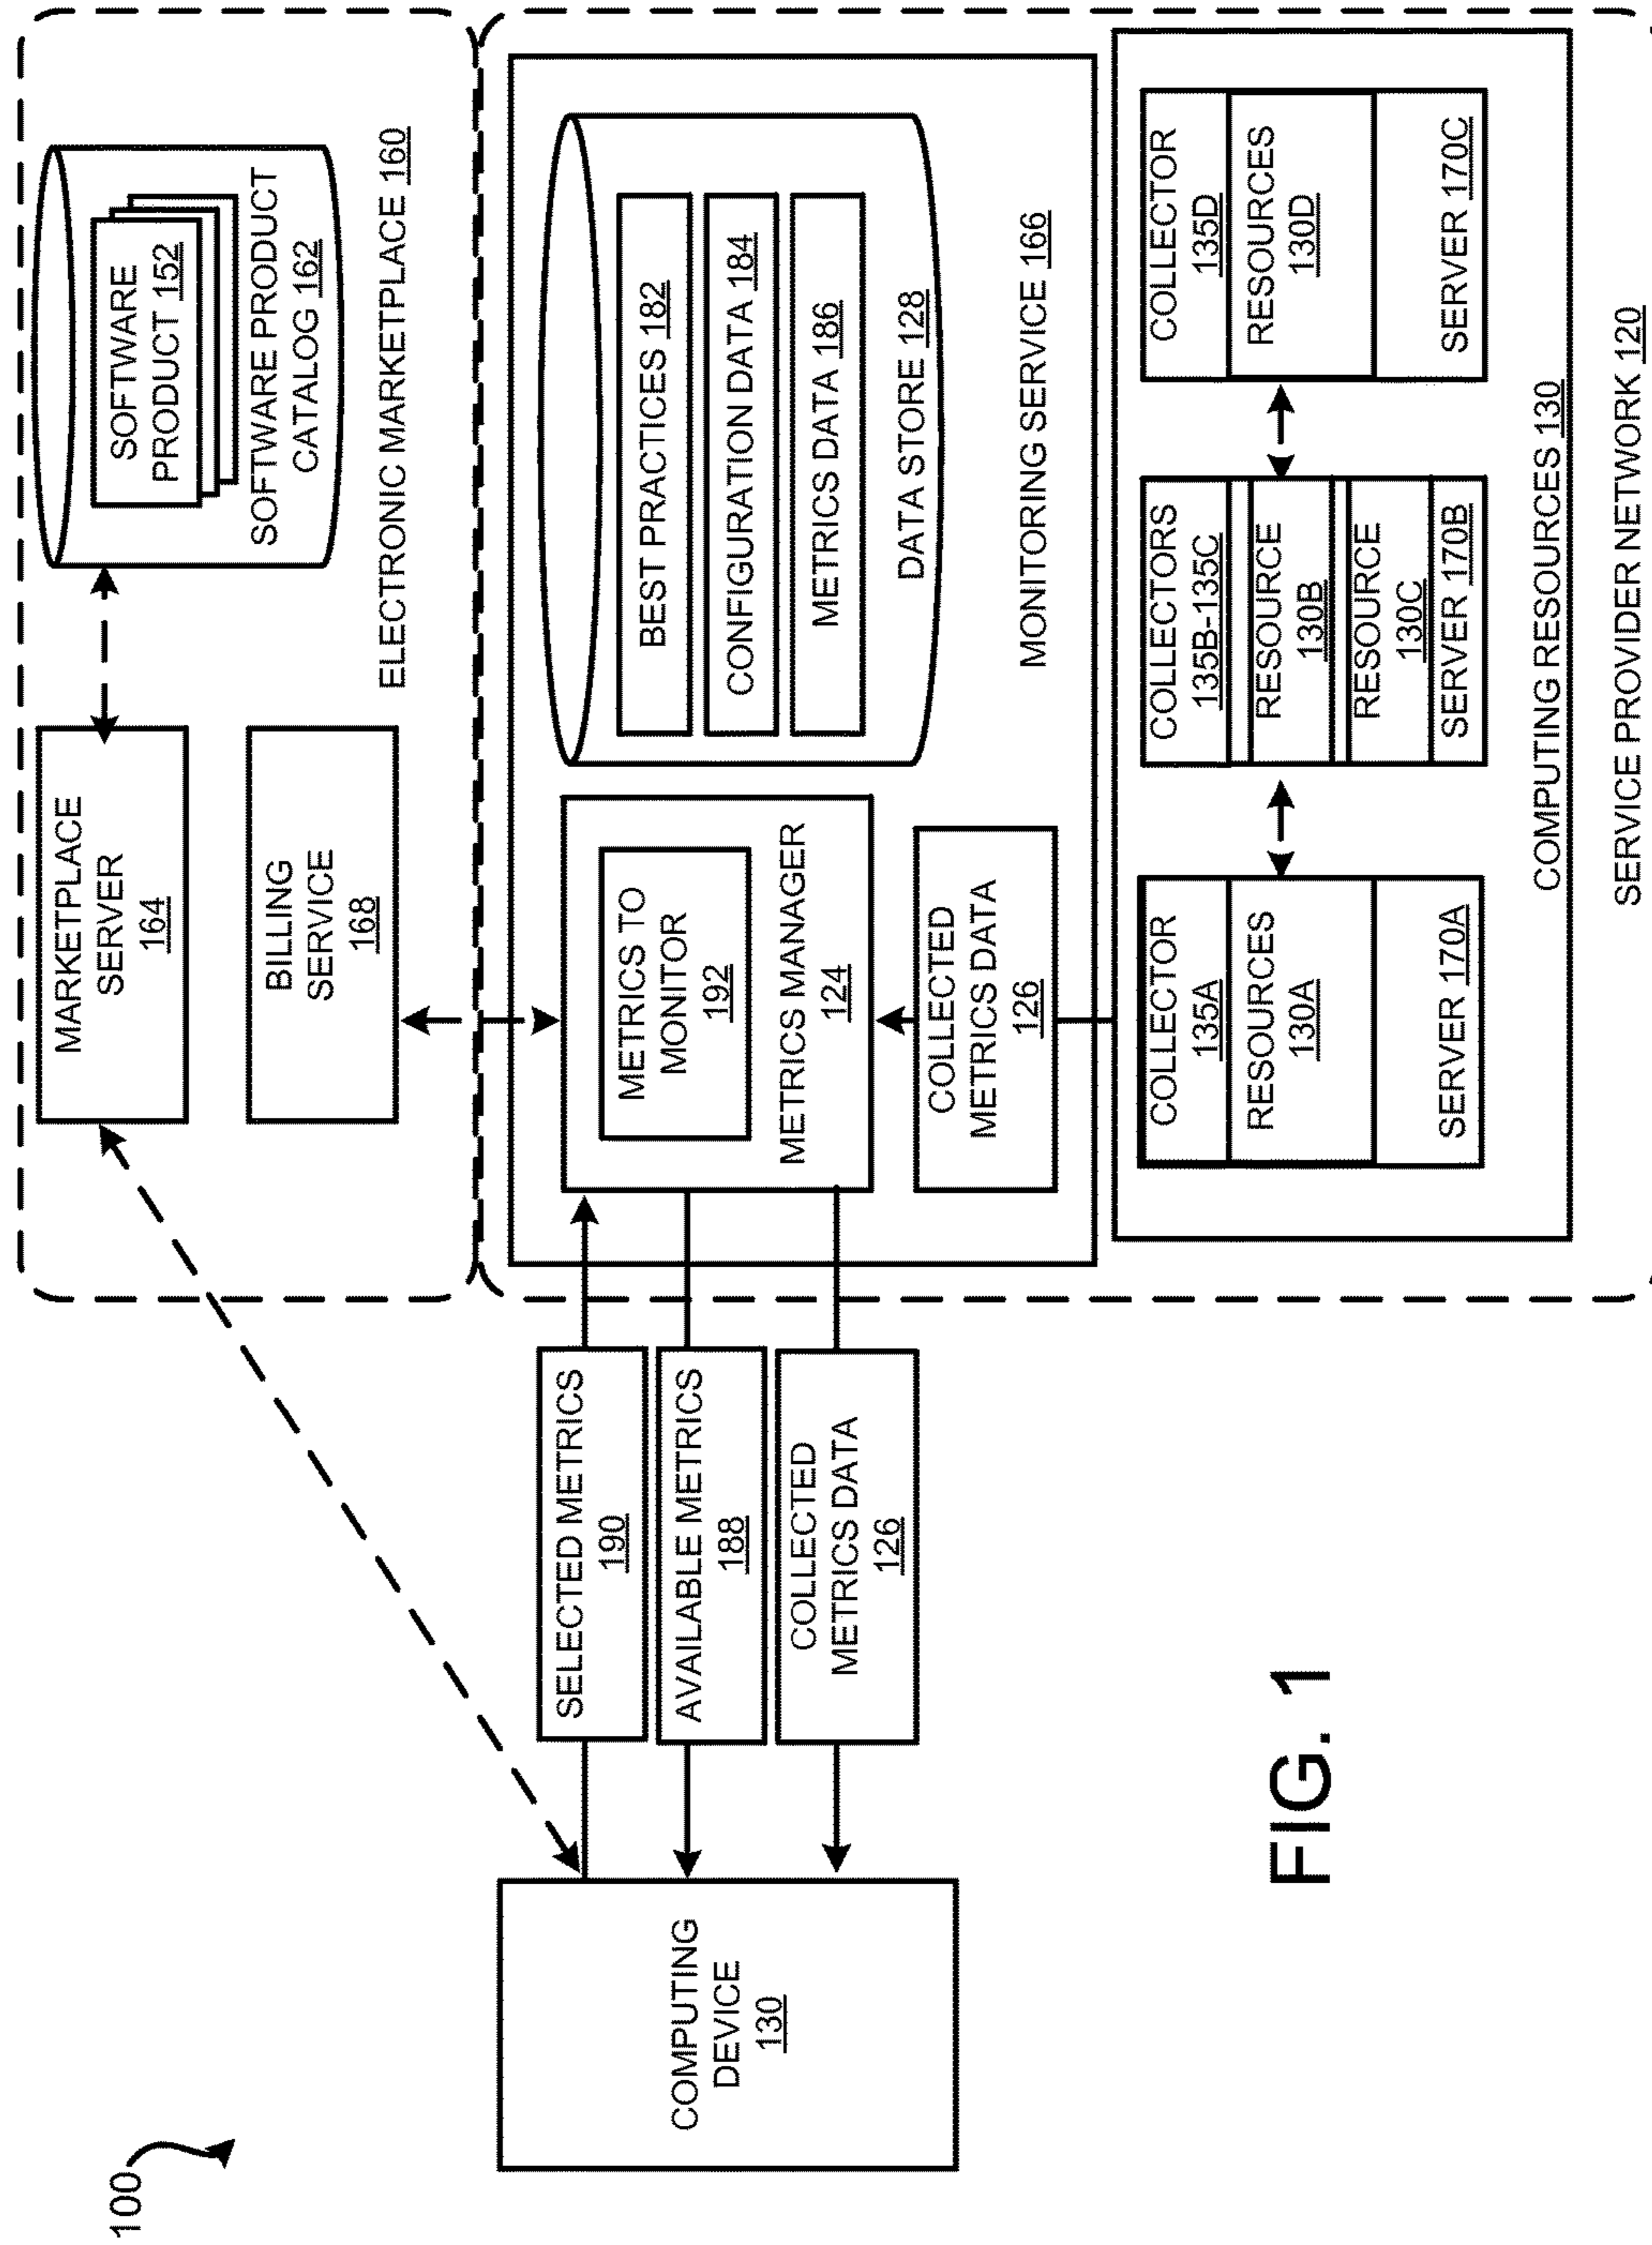 100
COMPUTING
DEVICE
130
SELECTED METRICS
190
AVAILABLE METRICS
188
COLLECTED
METRICS DATA
126
MARKETPLACE
SERVER
164
BILLING
SERVICE
168
SOFTWARE
PRODUCT 152
SOFTWARE PRODUCT
CATALOG 162
ELECTRONIC MARKETPLACE 160
METRICS TO
MONITOR
192
METRICS MANAGER
124
COLLECTED
METRICS DATA
126
BEST PRACTICES 182
CONFIGURATION DATA 184
METRICS DATA 186
DATA STORE 128
MONITORING SERVICE 166
COLLECTOR
135A
RESOURCES
130A
SERVER 170A
COLLECTORS
135B-135C
RESOURCE
130B
RESOURCE
130C
SERVER 170B
COLLECTOR
135D
RESOURCES
130D
SERVER 170C
COMPUTING RESOURCES 130
SERVICE PROVIDER NETWORK 120
FIG. 1